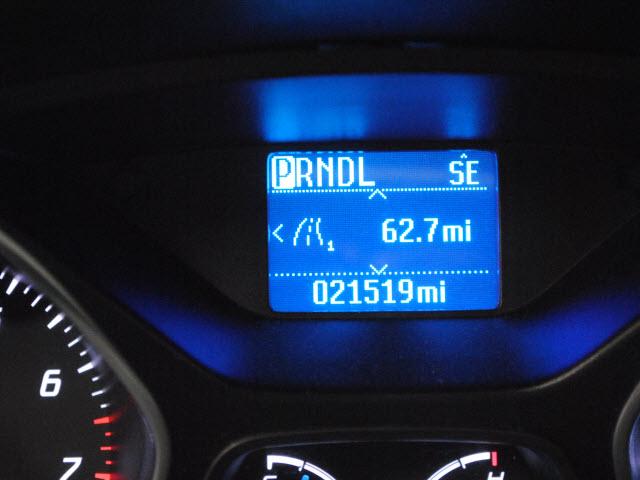 PRNDL SE
1 62.7mi
021519mi
6
7
H